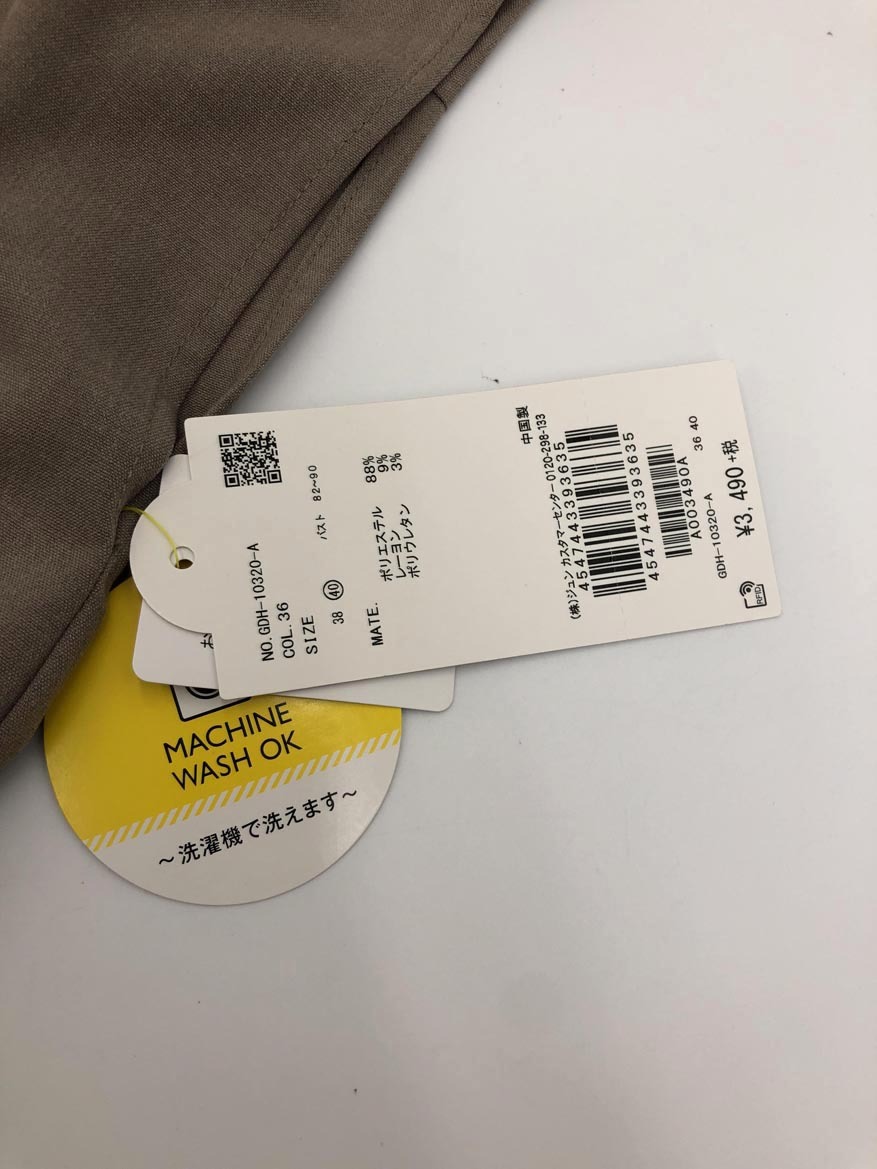 NO.GDH-10320-A
COL.36
SIZE
38 40 バスト 82~90
MATE. ポリエステル 88%
レーヨン 9%
ポリウレタン 3%
中国製
(株)ジュン カスタマーセンター 0120-298-133
4547443393635
4547443393635
A003490A
36 40
GDH-10320-A
¥3,490+税
RFID
MACHINE
WASH OK
~洗濯機で洗えます~